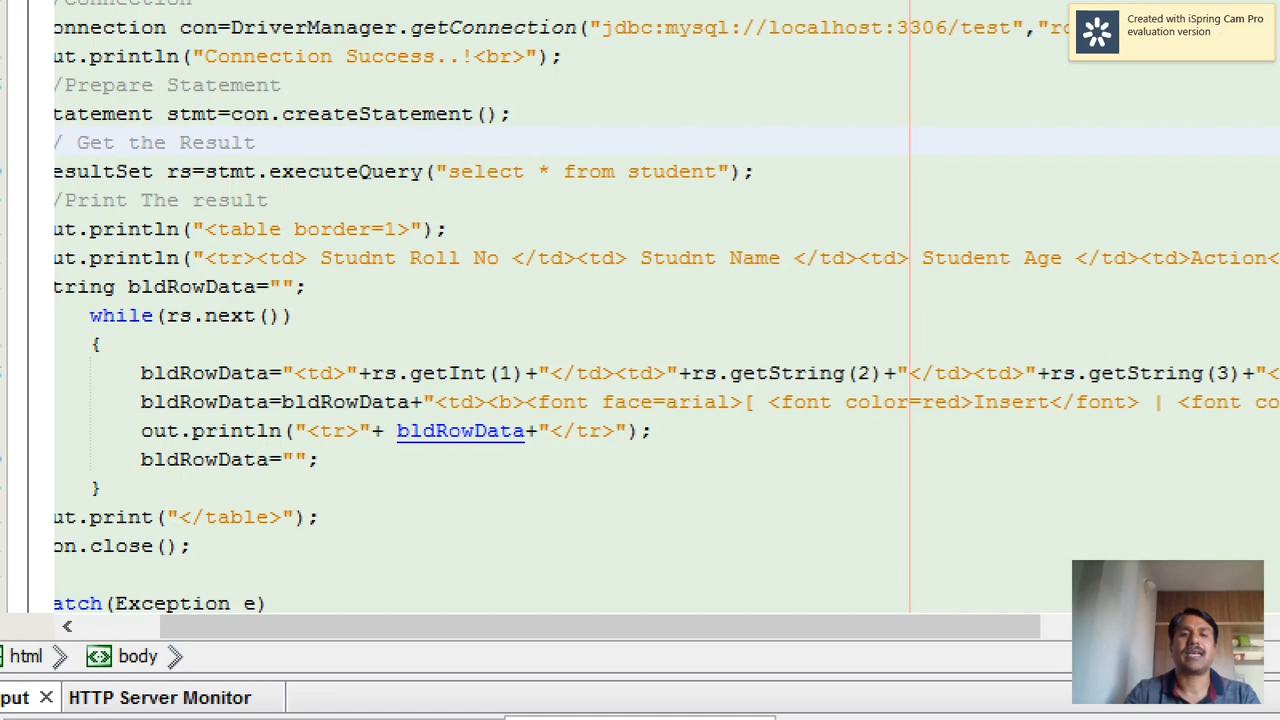 /Connection
onnection con=DriverManager.getConnection("jdbc:mysql://localhost:3306/test","ro
ut.println("Connection Success..!<br>");
/Prepare Statement
tatement stmt=con.createStatement();
/ Get the Result
esultSet rs=stmt.executeQuery("select * from student");
/Print The result
ut.println("<table border=1>");
ut.println("<tr><td> Studnt Roll No </td><td> Studnt Name </td><td> Student Age </td><td>Action<
tring bldRowData="";
while(rs.next())
{
bldRowData="<td>"+rs.getInt(1)+"</td><td>"+rs.getString(2)+"</td><td>"+rs.getString(3)+"<
bldRowData=bldRowData+"<td><b><font face=arial>[ <font color=red>Insert</font> | <font co
out.println("<tr>"+ bldRowData+"</tr>");
bldRowData="";
}
ut.print("</table>");
on.close();
atch(Exception e)
html body
put HTTP Server Monitor
Created with iSpring Cam Pro
evaluation version